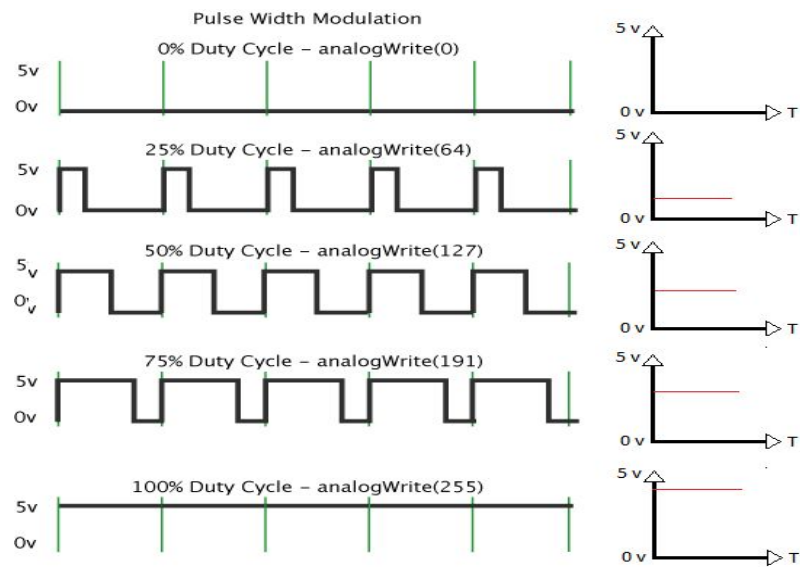 Pulse Width Modulation
0% Duty Cycle – analogWrite(0)
5v
0v
5 v
0 v
T
25% Duty Cycle – analogWrite(64)
5v
0v
5 v
0 v
T
50% Duty Cycle – analogWrite(127)
5v
0v
5 v
0 v
T
75% Duty Cycle – analogWrite(191)
5v
0v
5 v
0 v
T
100% Duty Cycle – analogWrite(255)
5v
0v
5 v
0 v
T